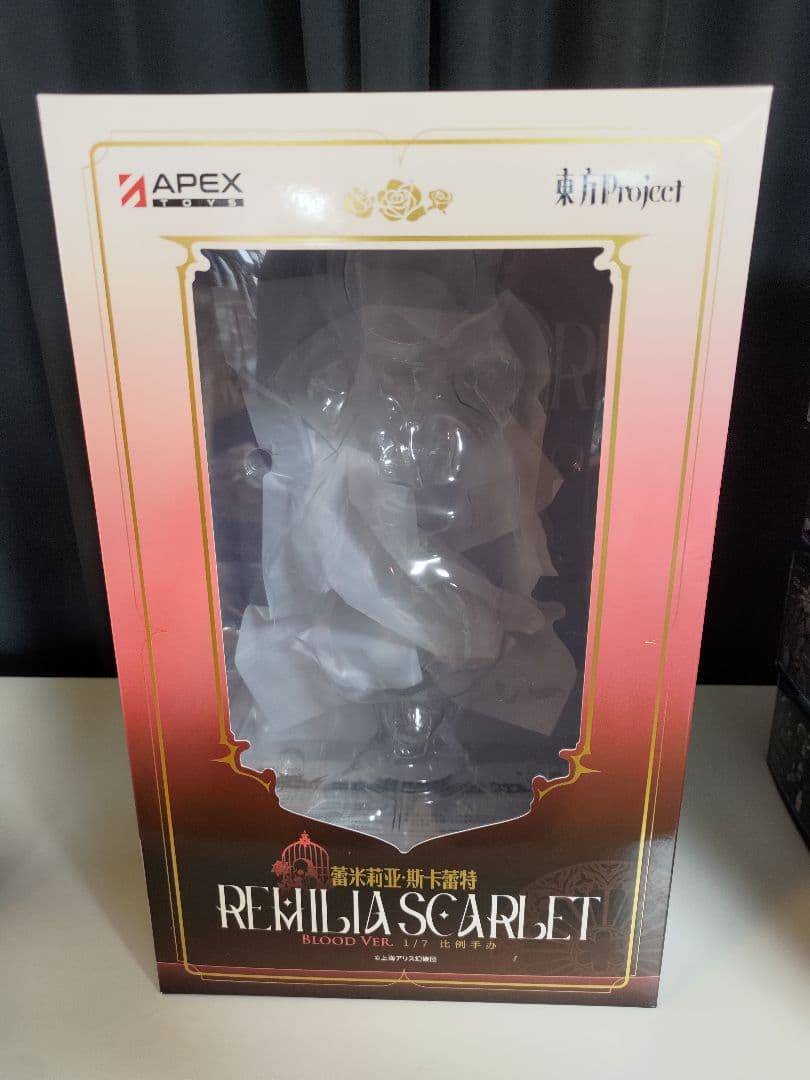 APEX
TOYS
東方Project
蕾米莉亚·斯卡蕾特
REMILIA SCARLET
BLOOD VER. 1/7 比例手办
©上海アリス幻樂団